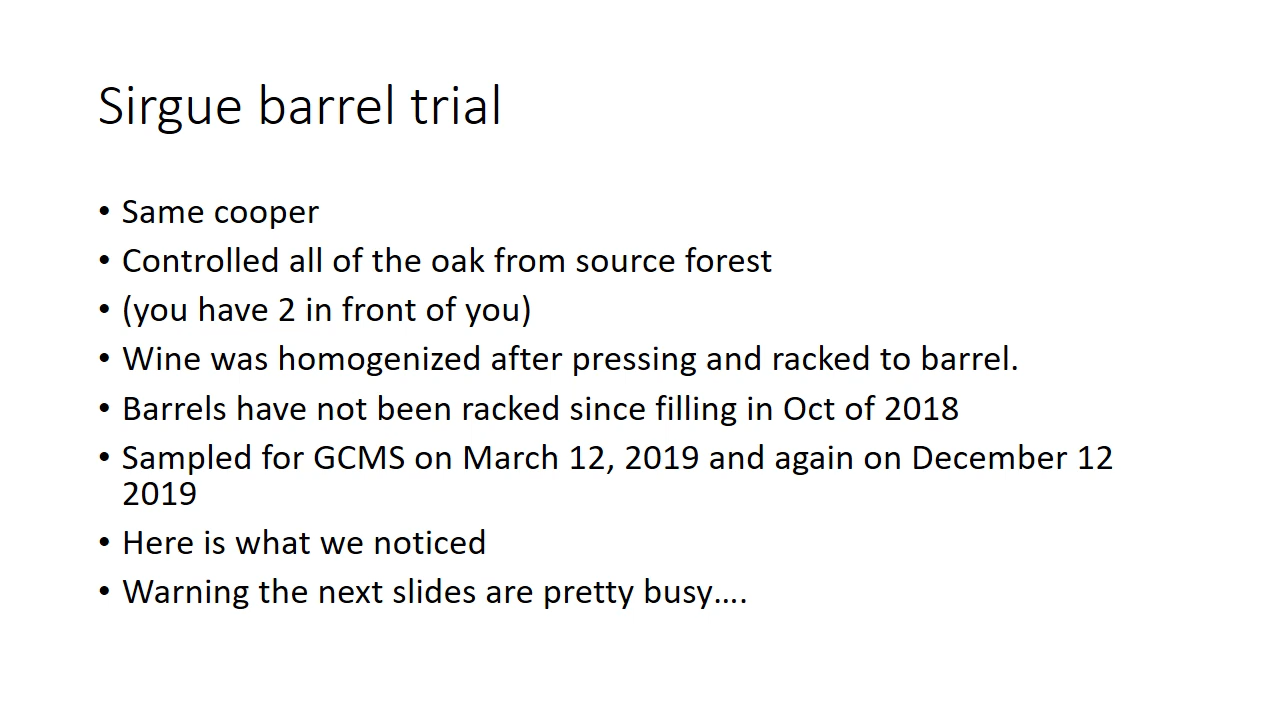 Sirgue barrel trial
• Same cooper
• Controlled all of the oak from source forest
• (you have 2 in front of you)
• Wine was homogenized after pressing and racked to barrel.
• Barrels have not been racked since filling in Oct of 2018
• Sampled for GCMS on March 12, 2019 and again on December 12
2019
• Here is what we noticed
• Warning the next slides are pretty busy….